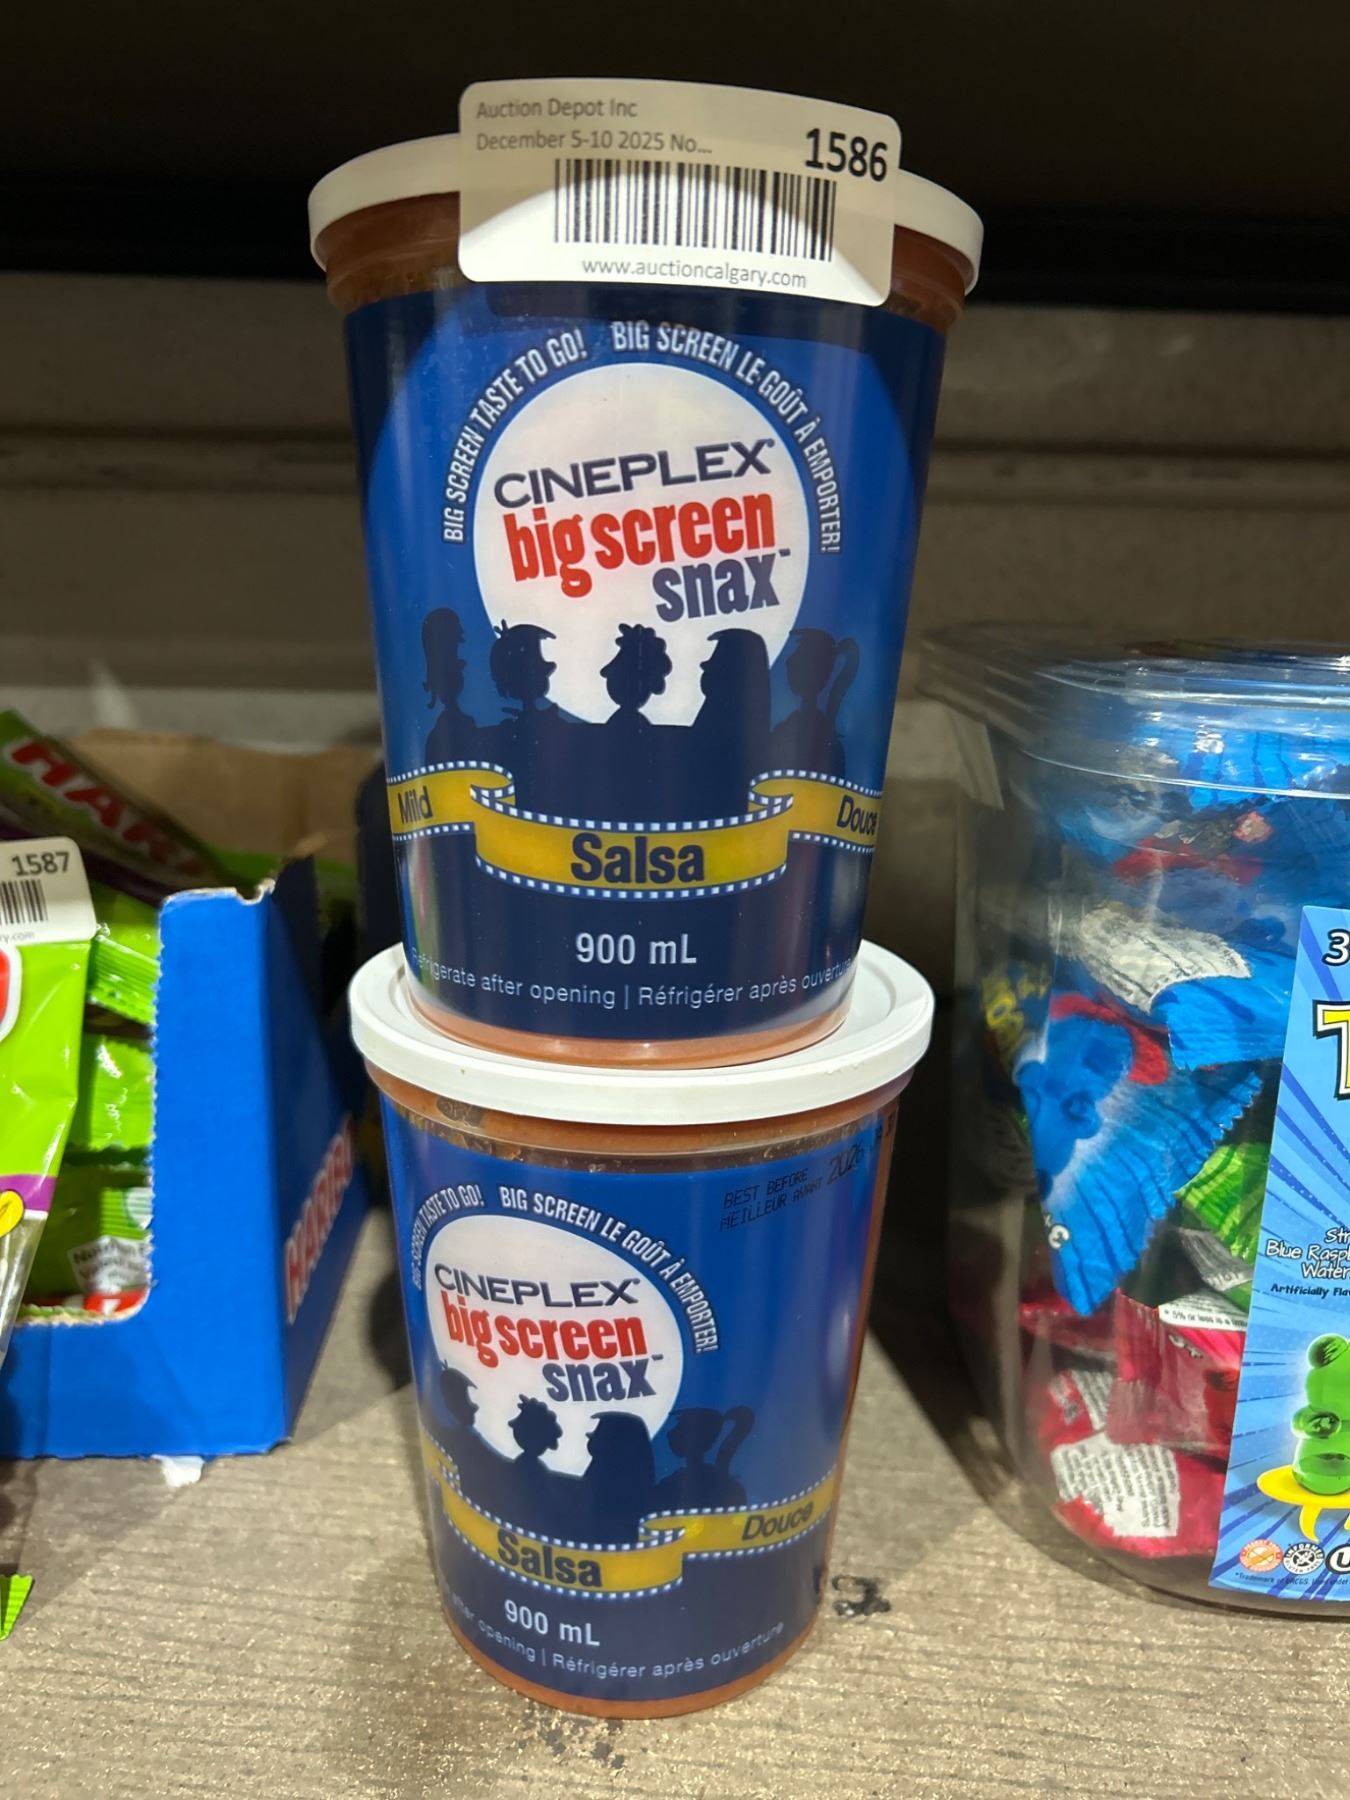 Auction Depot Inc
December 5-10 2025 No...
1586
www.auctioncalgary.com
BIG SCREEN TASTE TO GO! BIG SCREEN LE GOÛT À EMPORTER!
CINEPLEX
big screen
snax
Mild Salsa Douce
900 mL
Refrigerate after opening | Réfrigérer après ouverture
1587
BEST BEFORE
MEILLEUR AVANT 2026
TASTE TO GO! BIG SCREEN LE GOÛT À EMPORTER!
CINEPLEX
big screen
snax
Salsa Douce
900 mL
after opening | Réfrigérer après ouverture
3
Blue
Artificially